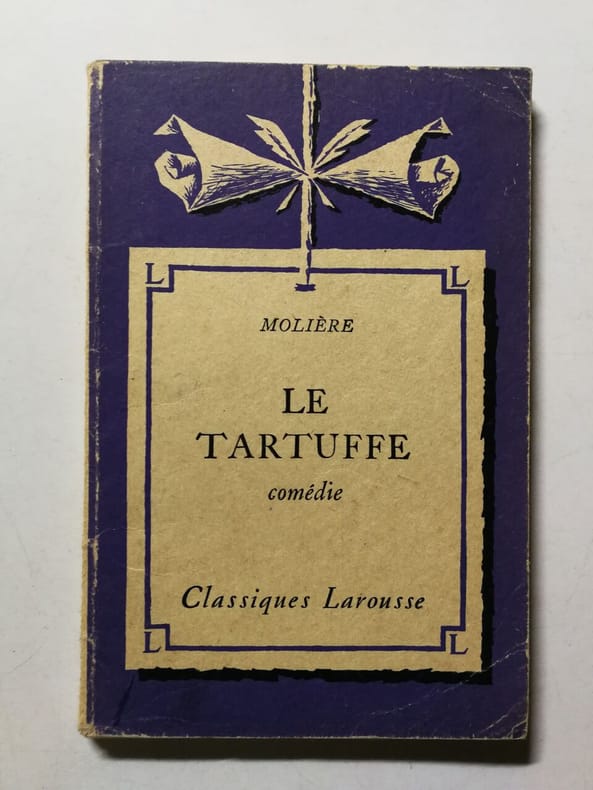 L L
MOLIÈRE
LE
TARTUFFE
comédie
Classiques Larousse
L L